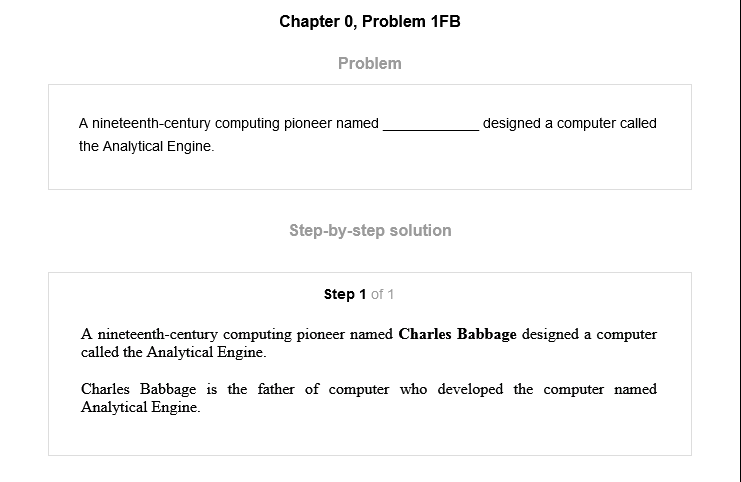 Chapter 0, Problem 1FB
Problem
A nineteenth-century computing pioneer named ____________ designed a computer called
the Analytical Engine.
Step-by-step solution
Step 1 of 1
A nineteenth-century computing pioneer named Charles Babbage designed a computer
called the Analytical Engine.
Charles Babbage is the father of computer who developed the computer named
Analytical Engine.